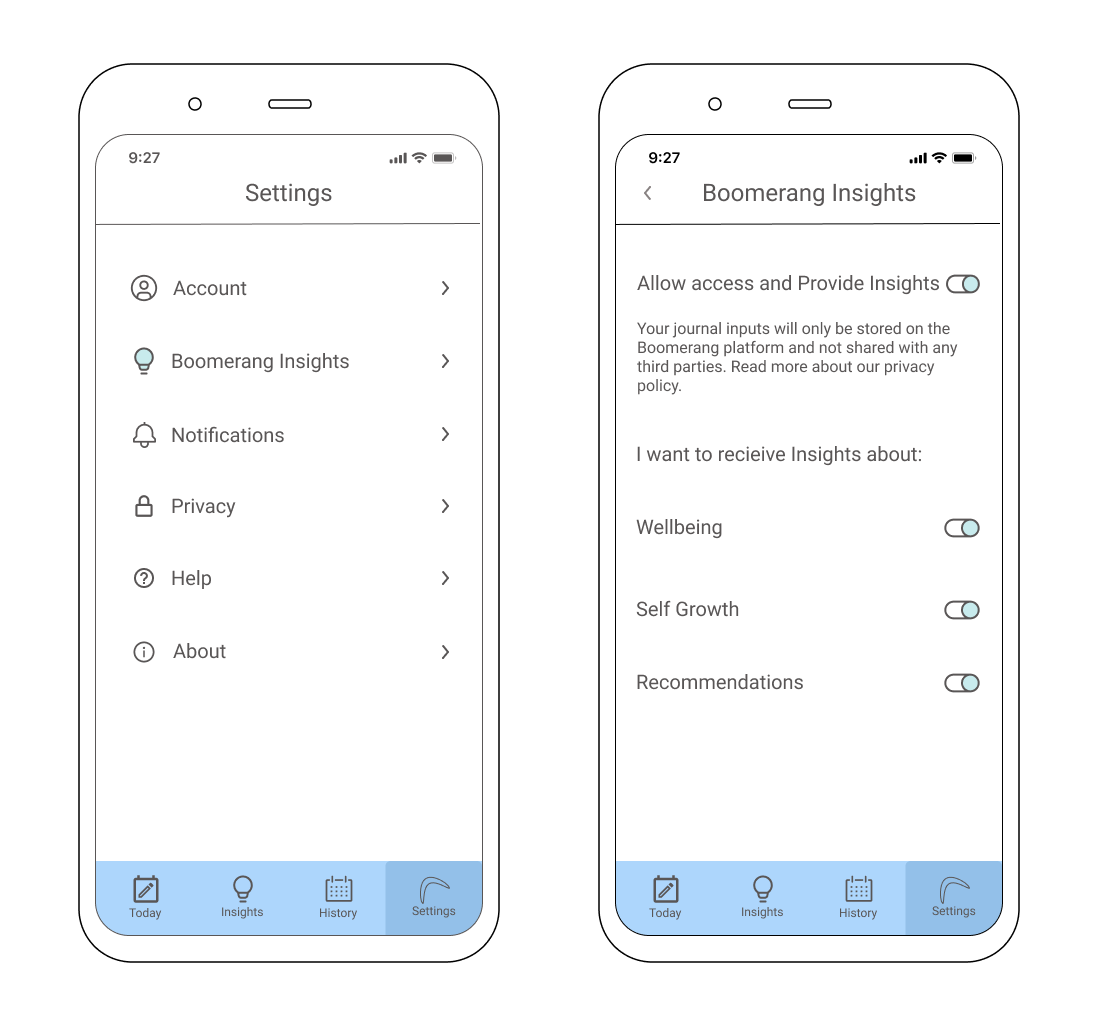 9:27
Settings
Account
Boomerang Insights
Notifications
Privacy
Help
About
Today
Insights
History
Settings
9:27
Boomerang Insights
Allow access and Provide Insights
Your journal inputs will only be stored on the
Boomerang platform and not shared with any
third parties. Read more about our privacy
policy.
I want to recieive Insights about:
Wellbeing
Self Growth
Recommendations
Today
Insights
History
Settings